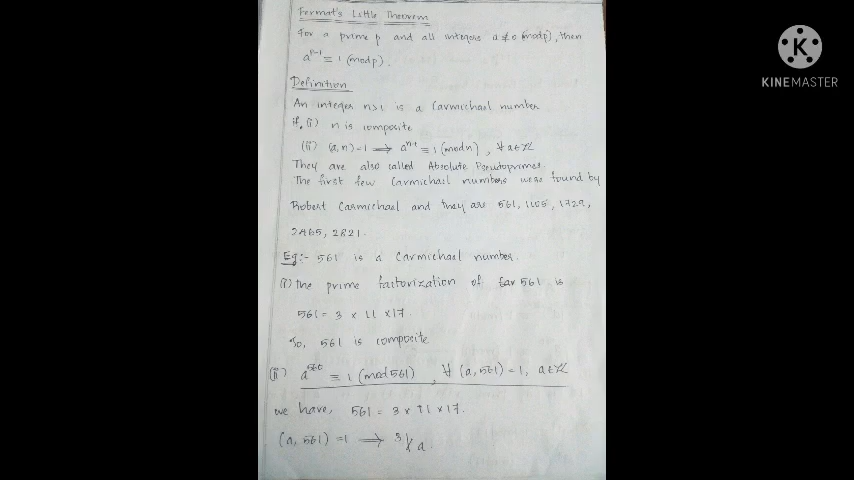 Fermat's Little Theorem
For a prime p and all integers a ≢ 0 (mod p), then
a^{p-1} ≡ 1 (mod p).
Definition
An integer n>1 is a Carmichael number
if, (i) n is composite
(ii) (a, n) = 1 ⟹ a^{n-1} ≡ 1 (mod n), ∀ a ∈ ℤ
They are also called Absolute Pseudoprimes.
The first few Carmichael numbers were found by
Robert Carmichael and they are 561, 1105, 1729,
2465, 2821.
Eg:- 561 is a Carmichael number.
(i) the prime factorization of 561 is
561 = 3 × 11 × 17
So, 561 is composite
(ii) a^{560} ≡ 1 (mod 561), ∀ (a, 561) = 1, a ∈ ℤ
we have, 561 = 3 × 11 × 17.
(a, 561) = 1 ⟹ 3 ∤ a.
K
KINEMASTER